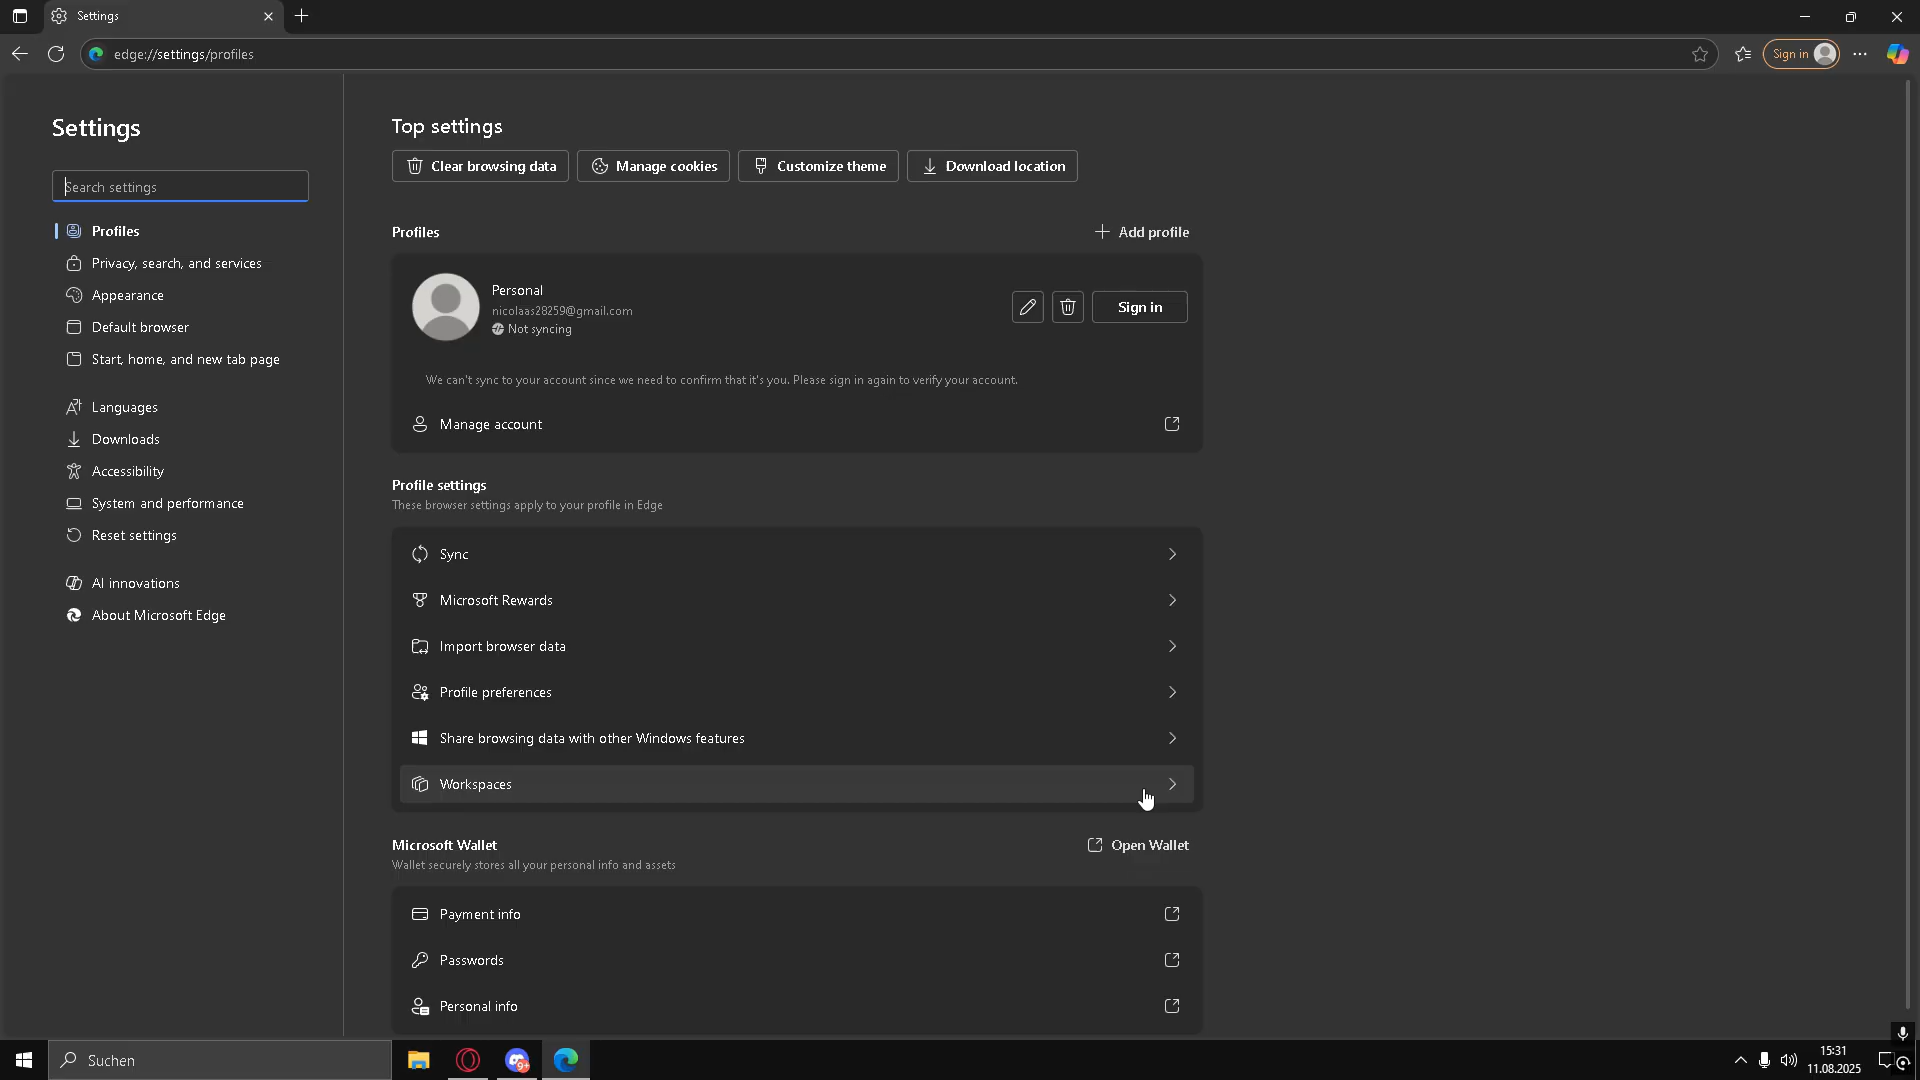 Settings
edge://settings/profiles
Sign in
Settings
Search settings
Profiles
Privacy, search, and services
Appearance
Default browser
Start, home, and new tab page
Languages
Downloads
Accessibility
System and performance
Reset settings
AI innovations
About Microsoft Edge
Top settings
Clear browsing data
Manage cookies
Customize theme
Download location
Profiles
Add profile
Personal
nicolaas28259@gmail.com
Not syncing
Sign in
We can't sync to your account since we need to confirm that it's you. Please sign in again to verify your account.
Manage account
Profile settings
These browser settings apply to your profile in Edge
Sync
Microsoft Rewards
Import browser data
Profile preferences
Share browsing data with other Windows features
Workspaces
Microsoft Wallet
Open Wallet
Wallet securely stores all your personal info and assets
Payment info
Passwords
Personal info
Suchen
9+
15:31
11.08.2025